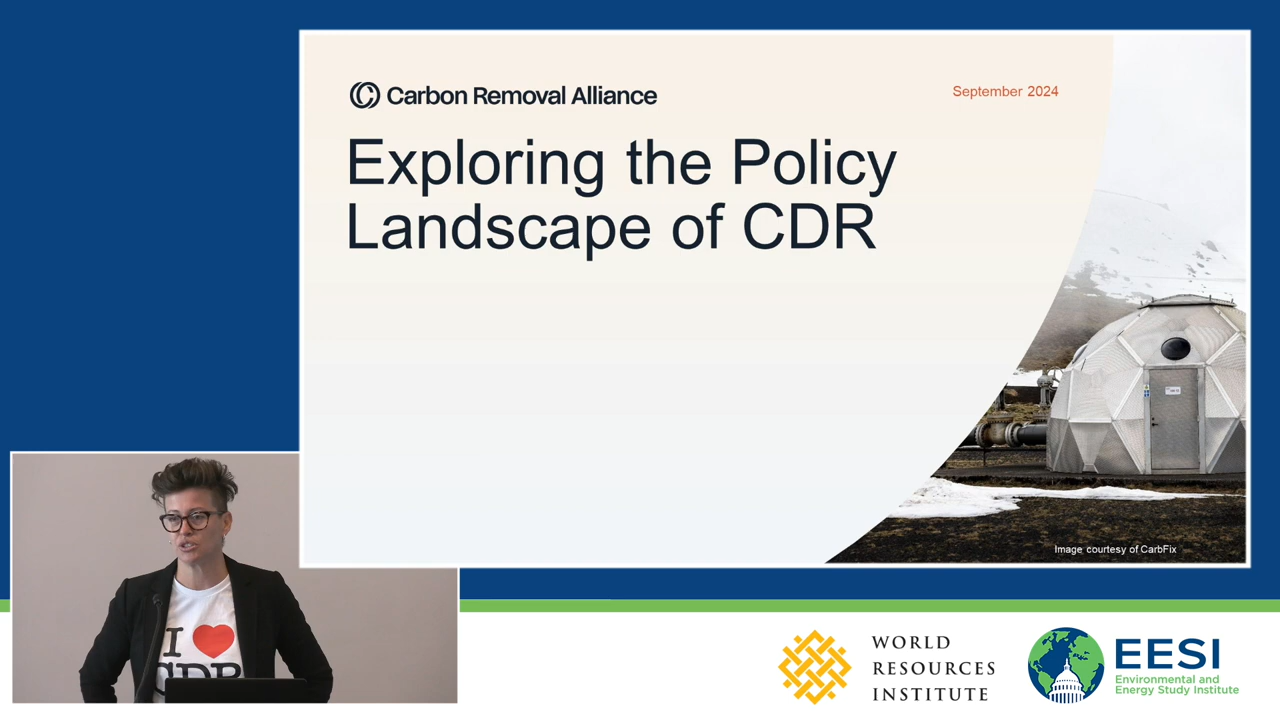 Carbon Removal Alliance
September 2024
Exploring the Policy
Landscape of CDR
Image courtesy of CarbFix
I ❤
CDR
WORLD
RESOURCES
INSTITUTE
EESI
Environmental and
Energy Study Institute